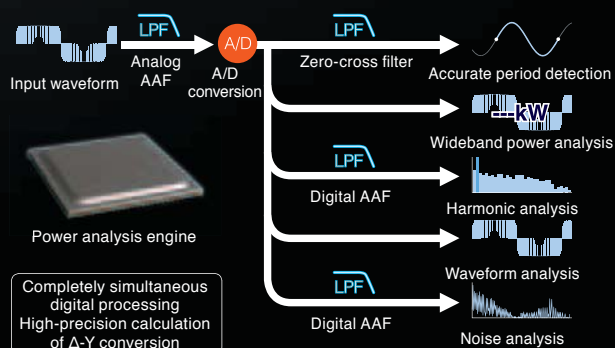 LPF
A/D
LPF
Input waveform
Analog
AAF
A/D
conversion
Zero-cross filter
Accurate period detection
---kW
Wideband power analysis
LPF
Digital AAF
Harmonic analysis
Power analysis engine
Waveform analysis
LPF
Digital AAF
Noise analysis
Completely simultaneous
digital processing
High-precision calculation
of Δ-Y conversion